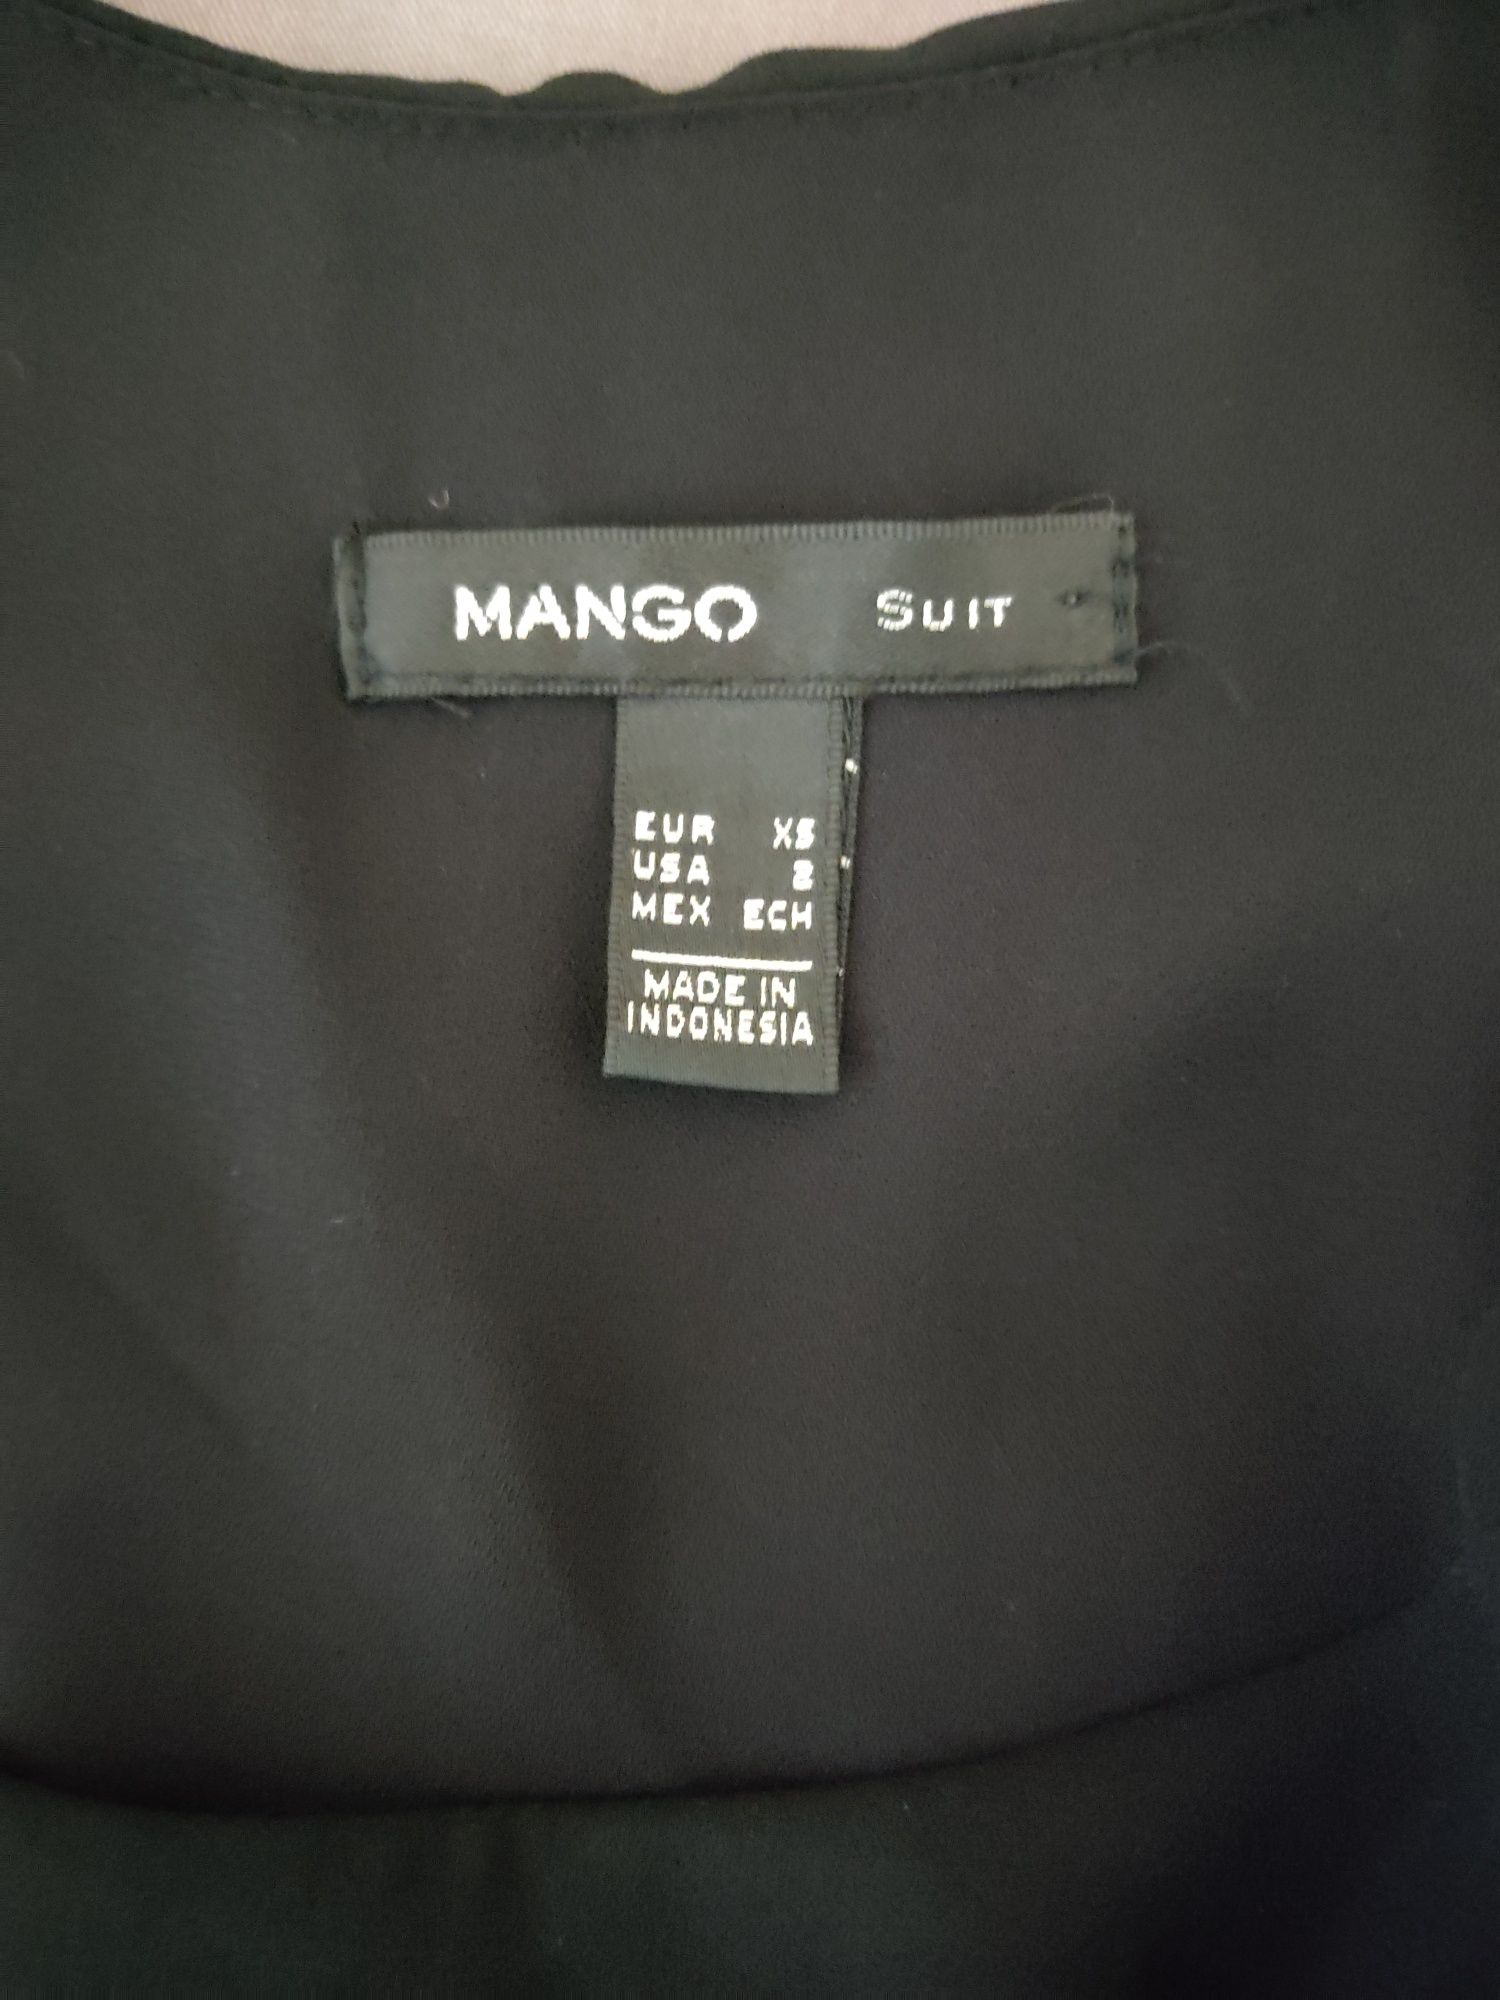 MANGO SUIT
EUR XS
USA 2
MEX ECH
MADE IN
INDONESIA